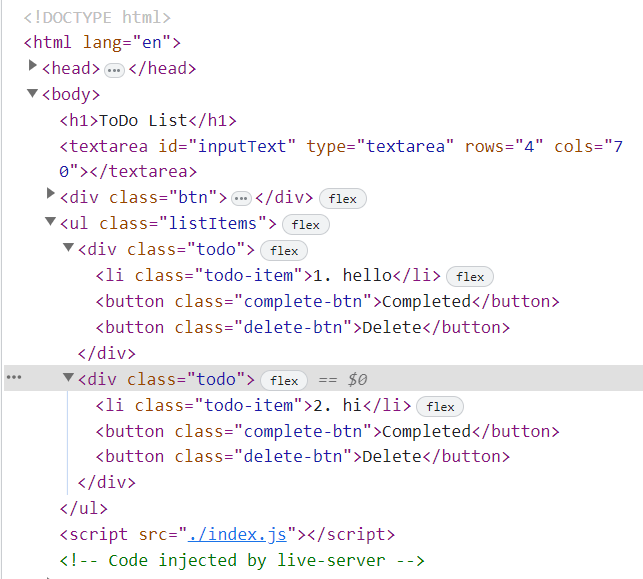 <!DOCTYPE html>
<html lang="en">
<head> ••• </head>
<body>
<h1>ToDo List</h1>
<textarea id="inputText" type="textarea" rows="4" cols="7
0"></textarea>
<div class="btn"> ••• </div> flex
<ul class="listItems"> flex
<div class="todo"> flex
<li class="todo-item">1. hello</li> flex
<button class="complete-btn">Completed</button>
<button class="delete-btn">Delete</button>
</div>
••• <div class="todo"> flex == $0
<li class="todo-item">2. hi</li> flex
<button class="complete-btn">Completed</button>
<button class="delete-btn">Delete</button>
</div>
</ul>
<script src="./index.js"></script>
<!-- Code injected by live-server -->